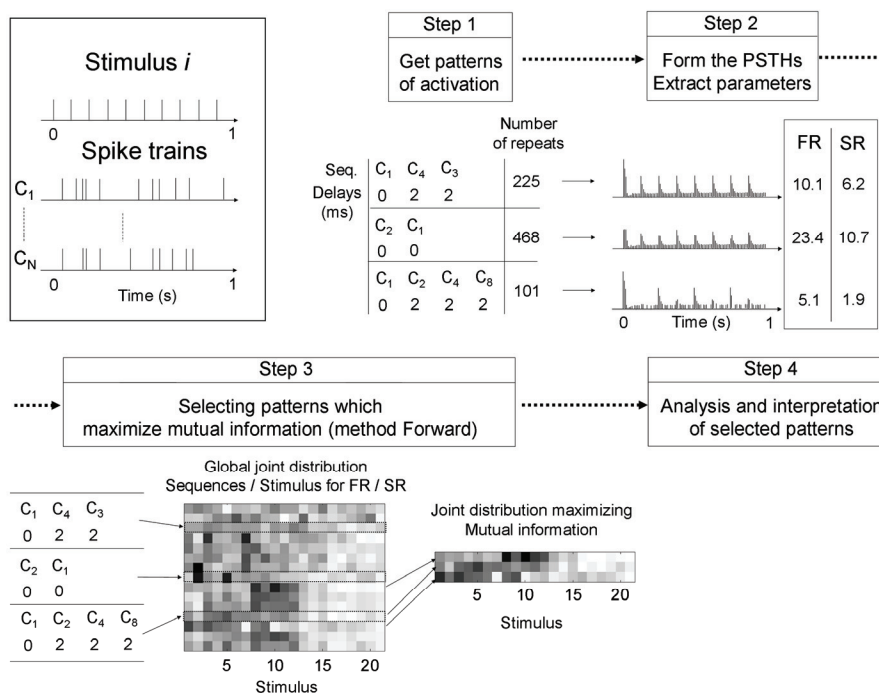 Stimulus i
0 1
Spike trains
C1
CN
0 1
Time (s)
Step 1
Get patterns
of activation
Step 2
Form the PSTHs
Extract parameters
Number
of repeats
Seq.
Delays
(ms)
C1 C4 C3
0 2 2
225
C2 C1
0 0
468
C1 C2 C4 C8
0 2 2 2
101
0 Time (s) 1
FR SR
10.1 6.2
23.4 10.7
5.1 1.9
Step 3
Selecting patterns which
maximize mutual information (method Forward)
Step 4
Analysis and interpretation
of selected patterns
Global joint distribution
Sequences / Stimulus for FR / SR
C1 C4 C3
0 2 2
C2 C1
0 0
C1 C2 C4 C8
0 2 2 2
5 10 15 20
Stimulus
Joint distribution maximizing
Mutual information
5 10 15 20
Stimulus